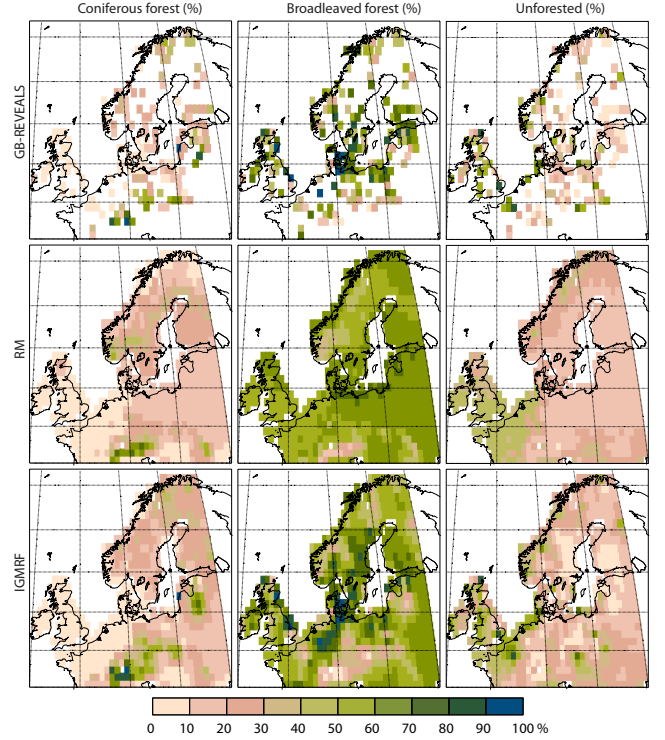 Coniferous forest (%) Broadleaved forest (%) Unforested (%)
GB-REVEALS
RM
IGMRF
0 10 20 30 40 50 60 70 80 90 100 %